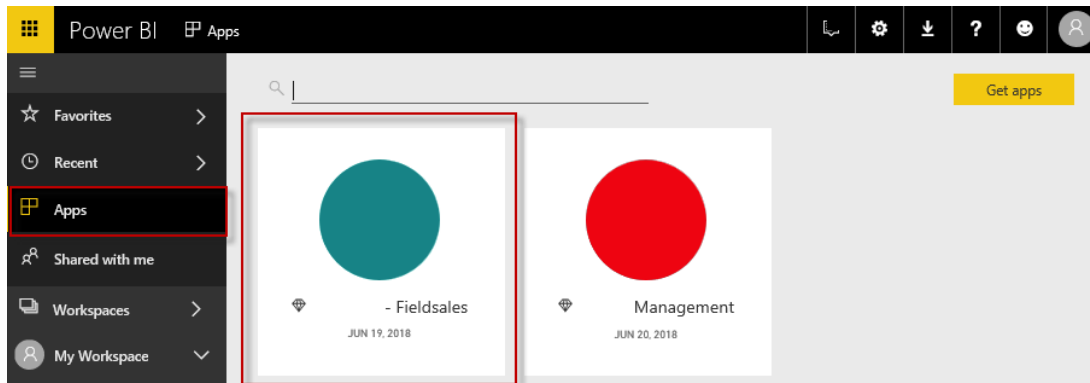 Power BI
Apps
?
Get apps
Favorites
Recent
Apps
Shared with me
Workspaces
My Workspace
- Fieldsales
JUN 19, 2018
Management
JUN 20, 2018